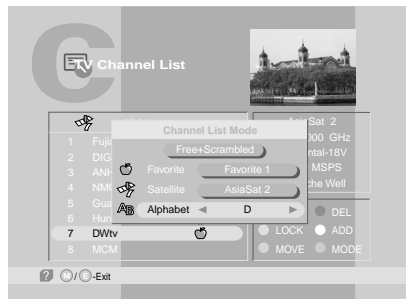 C
TV Channel List
AsiaSat 2
Channel List Mode
000 GHz
Free+Scrambled
1 Fuji
ntal-18V
2 DIG
MSPS
3 ANH
Favorite Favorite 1
che Well
4 NMC
Satellite AsiaSat 2
5 Gua
AB Alphabet ◀ D ▶
DEL
6 Hun
7 DWtv
LOCK ADD
8 MCM
MOVE MODE
? M/E-Exit